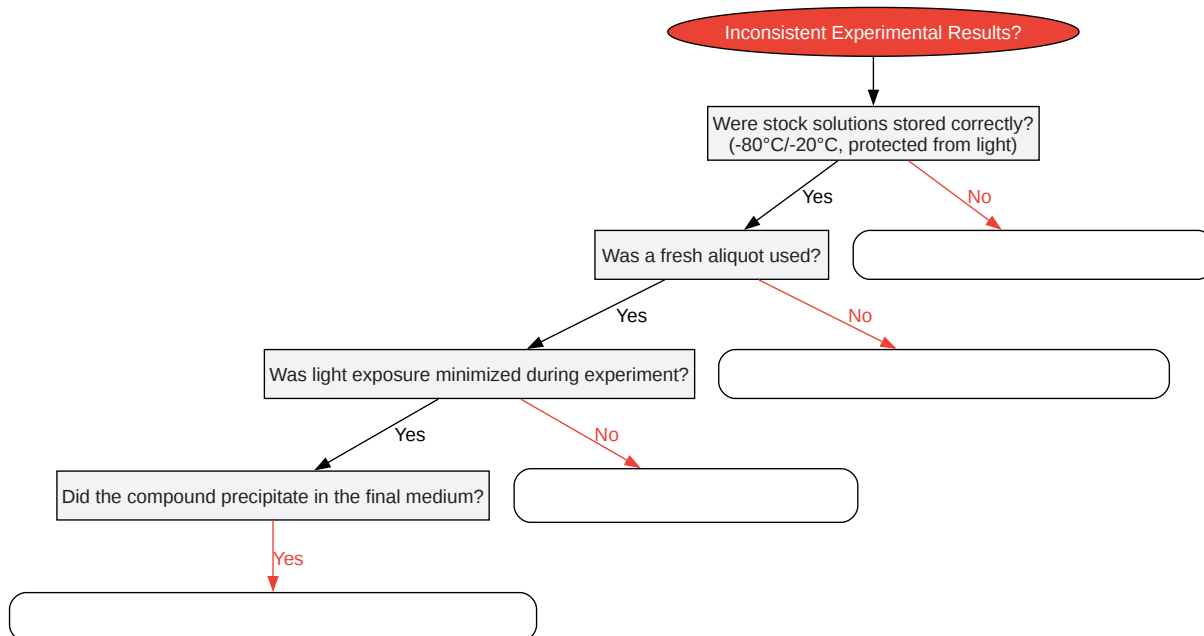 Inconsistent Experimental Results?
Were stock solutions stored correctly?
(-80°C/-20°C, protected from light)
Yes
No
Was a fresh aliquot used?
Yes
No
Was light exposure minimized during experiment?
Yes
No
Did the compound precipitate in the final medium?
Yes